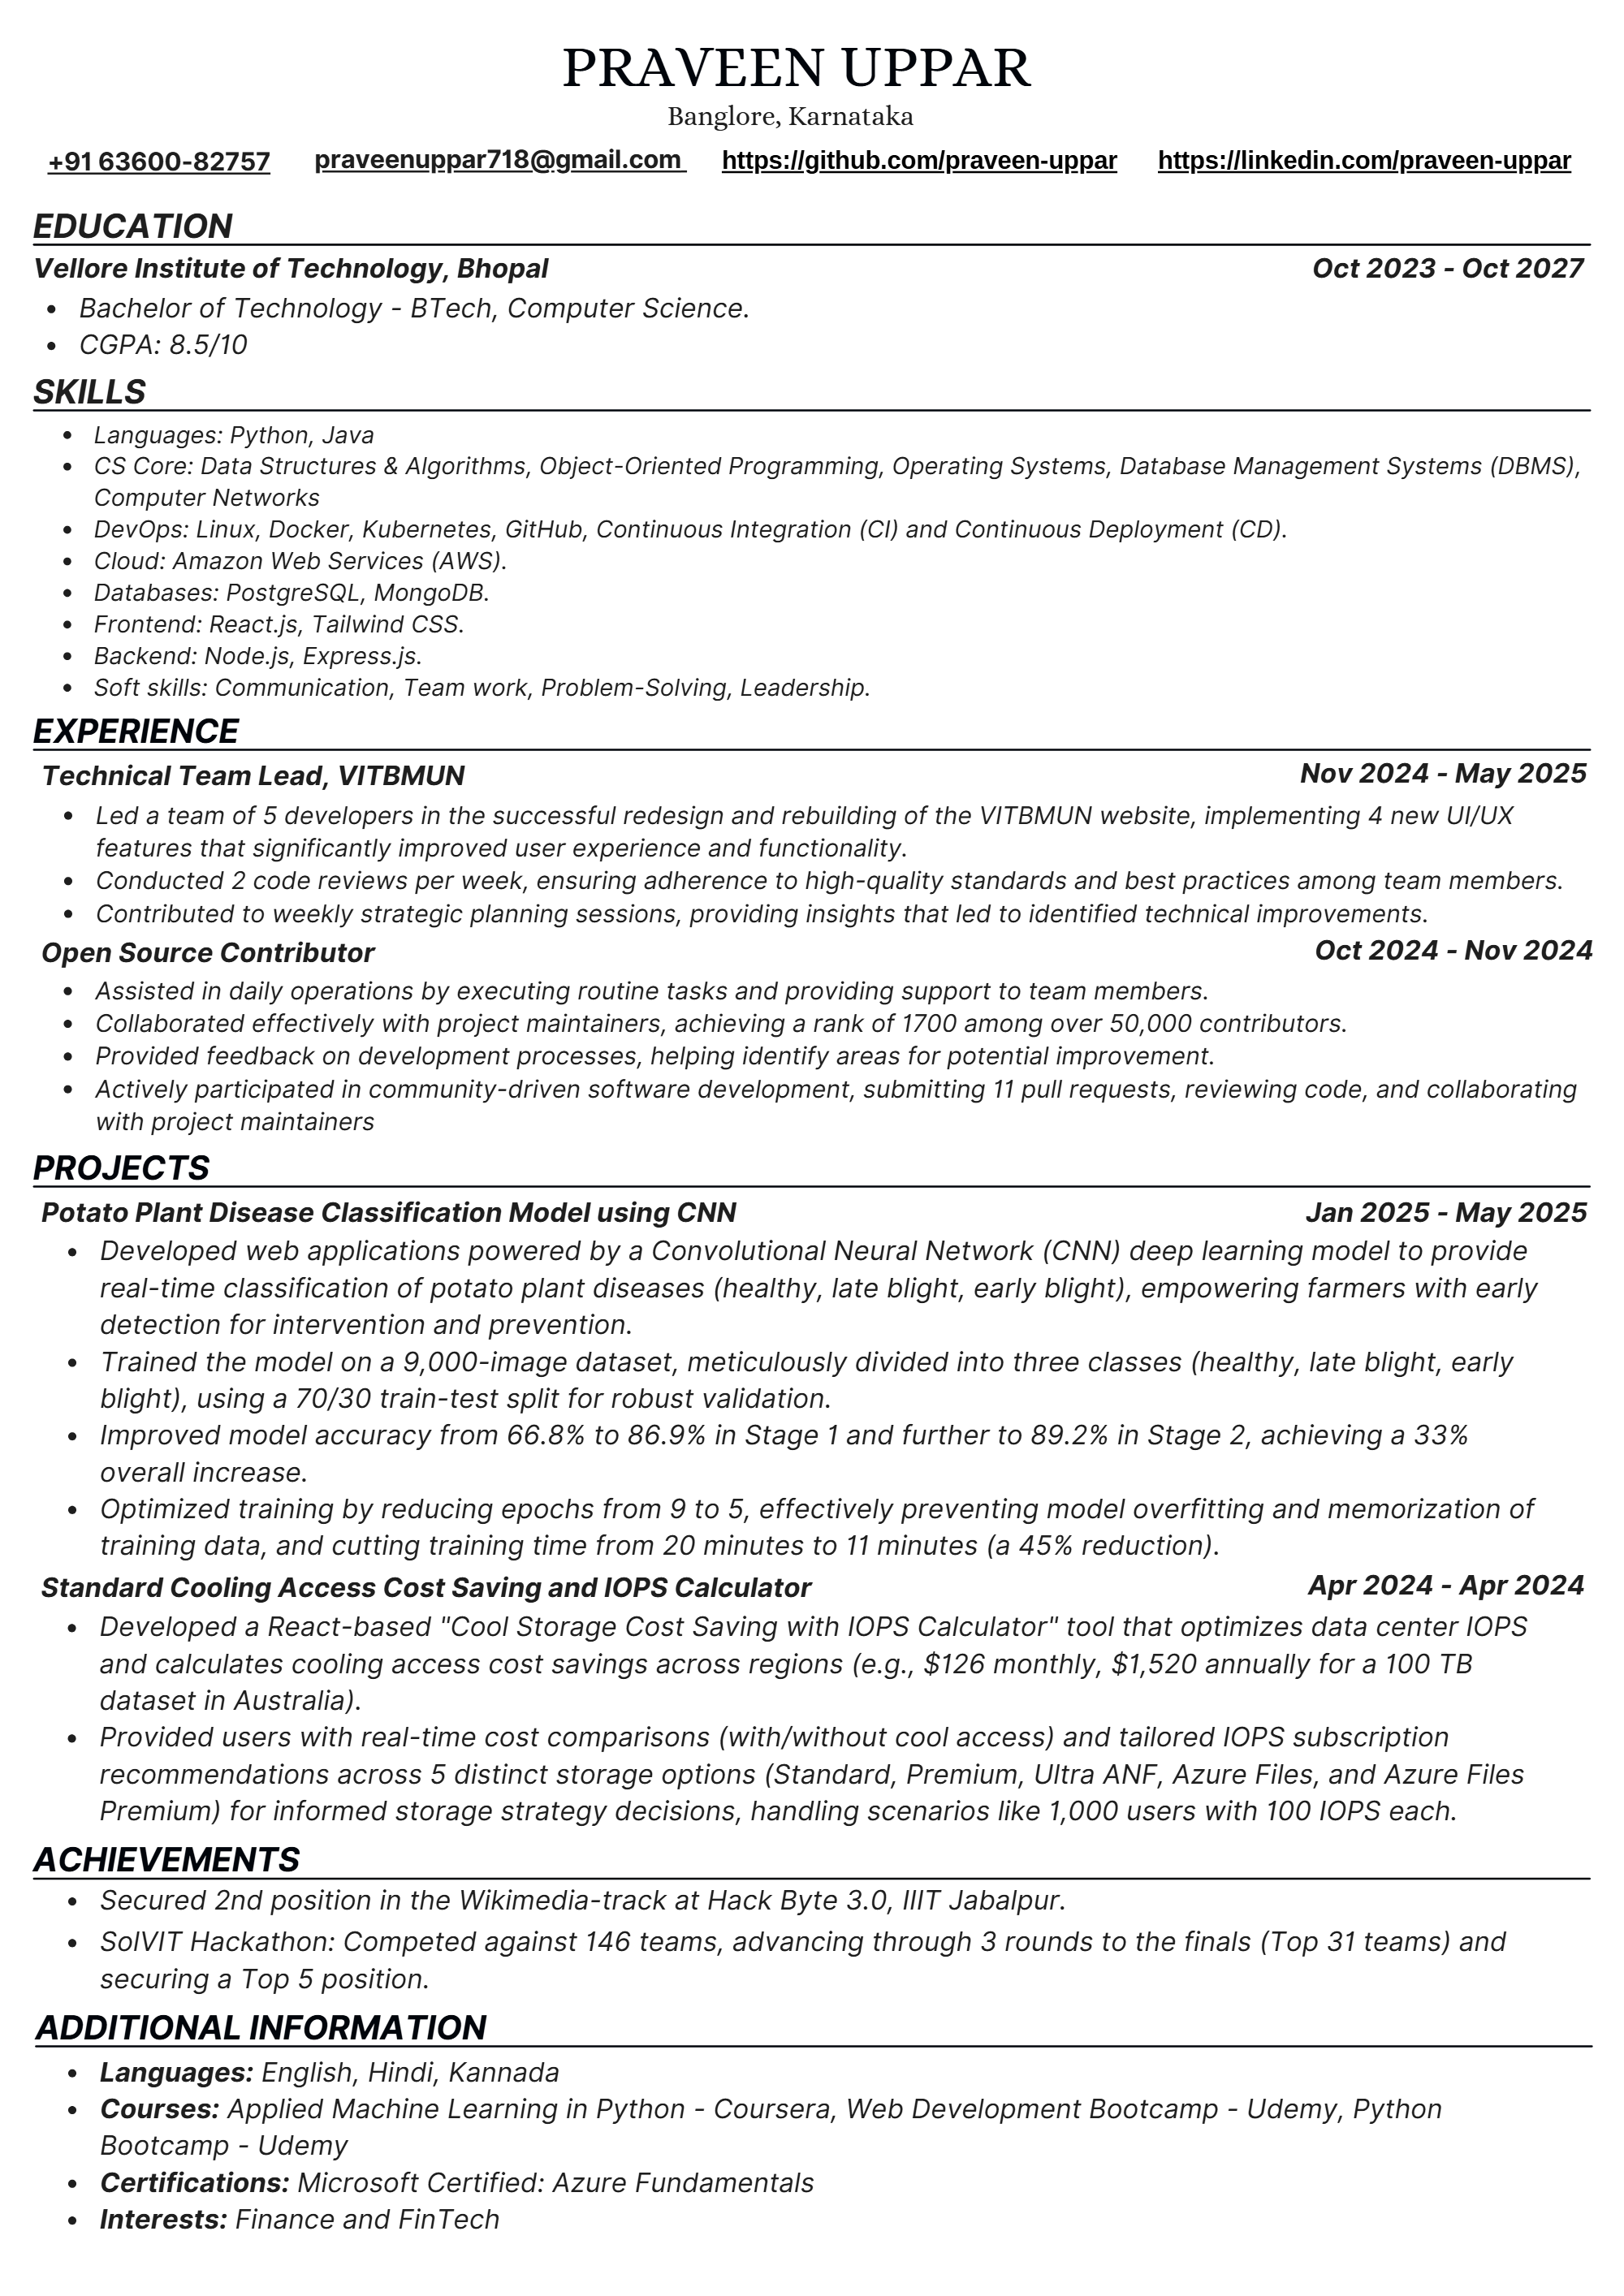 PRAVEEN UPPAR
Banglore, Karnataka
+91 63600-82757 praveenuppar718@gmail.com https://github.com/praveen-uppar https://linkedin.com/praveen-uppar
EDUCATION
Vellore Institute of Technology, Bhopal Oct 2023 - Oct 2027
• Bachelor of Technology - BTech, Computer Science.
• CGPA: 8.5/10
SKILLS
• Languages: Python, Java
• CS Core: Data Structures & Algorithms, Object-Oriented Programming, Operating Systems, Database Management Systems (DBMS),
Computer Networks
• DevOps: Linux, Docker, Kubernetes, GitHub, Continuous Integration (CI) and Continuous Deployment (CD).
• Cloud: Amazon Web Services (AWS).
• Databases: PostgreSQL, MongoDB.
• Frontend: React.js, Tailwind CSS.
• Backend: Node.js, Express.js.
• Soft skills: Communication, Team work, Problem-Solving, Leadership.
EXPERIENCE
Technical Team Lead, VITBMUN Nov 2024 - May 2025
• Led a team of 5 developers in the successful redesign and rebuilding of the VITBMUN website, implementing 4 new UI/UX
features that significantly improved user experience and functionality.
• Conducted 2 code reviews per week, ensuring adherence to high-quality standards and best practices among team members.
• Contributed to weekly strategic planning sessions, providing insights that led to identified technical improvements.
Open Source Contributor Oct 2024 - Nov 2024
• Assisted in daily operations by executing routine tasks and providing support to team members.
• Collaborated effectively with project maintainers, achieving a rank of 1700 among over 50,000 contributors.
• Provided feedback on development processes, helping identify areas for potential improvement.
• Actively participated in community-driven software development, submitting 11 pull requests, reviewing code, and collaborating
with project maintainers
PROJECTS
Potato Plant Disease Classification Model using CNN Jan 2025 - May 2025
• Developed web applications powered by a Convolutional Neural Network (CNN) deep learning model to provide
real-time classification of potato plant diseases (healthy, late blight, early blight), empowering farmers with early
detection for intervention and prevention.
• Trained the model on a 9,000-image dataset, meticulously divided into three classes (healthy, late blight, early
blight), using a 70/30 train-test split for robust validation.
• Improved model accuracy from 66.8% to 86.9% in Stage 1 and further to 89.2% in Stage 2, achieving a 33%
overall increase.
• Optimized training by reducing epochs from 9 to 5, effectively preventing model overfitting and memorization of
training data, and cutting training time from 20 minutes to 11 minutes (a 45% reduction).
Standard Cooling Access Cost Saving and IOPS Calculator Apr 2024 - Apr 2024
• Developed a React-based "Cool Storage Cost Saving with IOPS Calculator" tool that optimizes data center IOPS
and calculates cooling access cost savings across regions (e.g., $126 monthly, $1,520 annually for a 100 TB
dataset in Australia).
• Provided users with real-time cost comparisons (with/without cool access) and tailored IOPS subscription
recommendations across 5 distinct storage options (Standard, Premium, Ultra ANF, Azure Files, and Azure Files
Premium) for informed storage strategy decisions, handling scenarios like 1,000 users with 100 IOPS each.
ACHIEVEMENTS
• Secured 2nd position in the Wikimedia-track at Hack Byte 3.0, IIIT Jabalpur.
• SolVIT Hackathon: Competed against 146 teams, advancing through 3 rounds to the finals (Top 31 teams) and
securing a Top 5 position.
ADDITIONAL INFORMATION
• Languages: English, Hindi, Kannada
• Courses: Applied Machine Learning in Python - Coursera, Web Development Bootcamp - Udemy, Python
Bootcamp - Udemy
• Certifications: Microsoft Certified: Azure Fundamentals
• Interests: Finance and FinTech